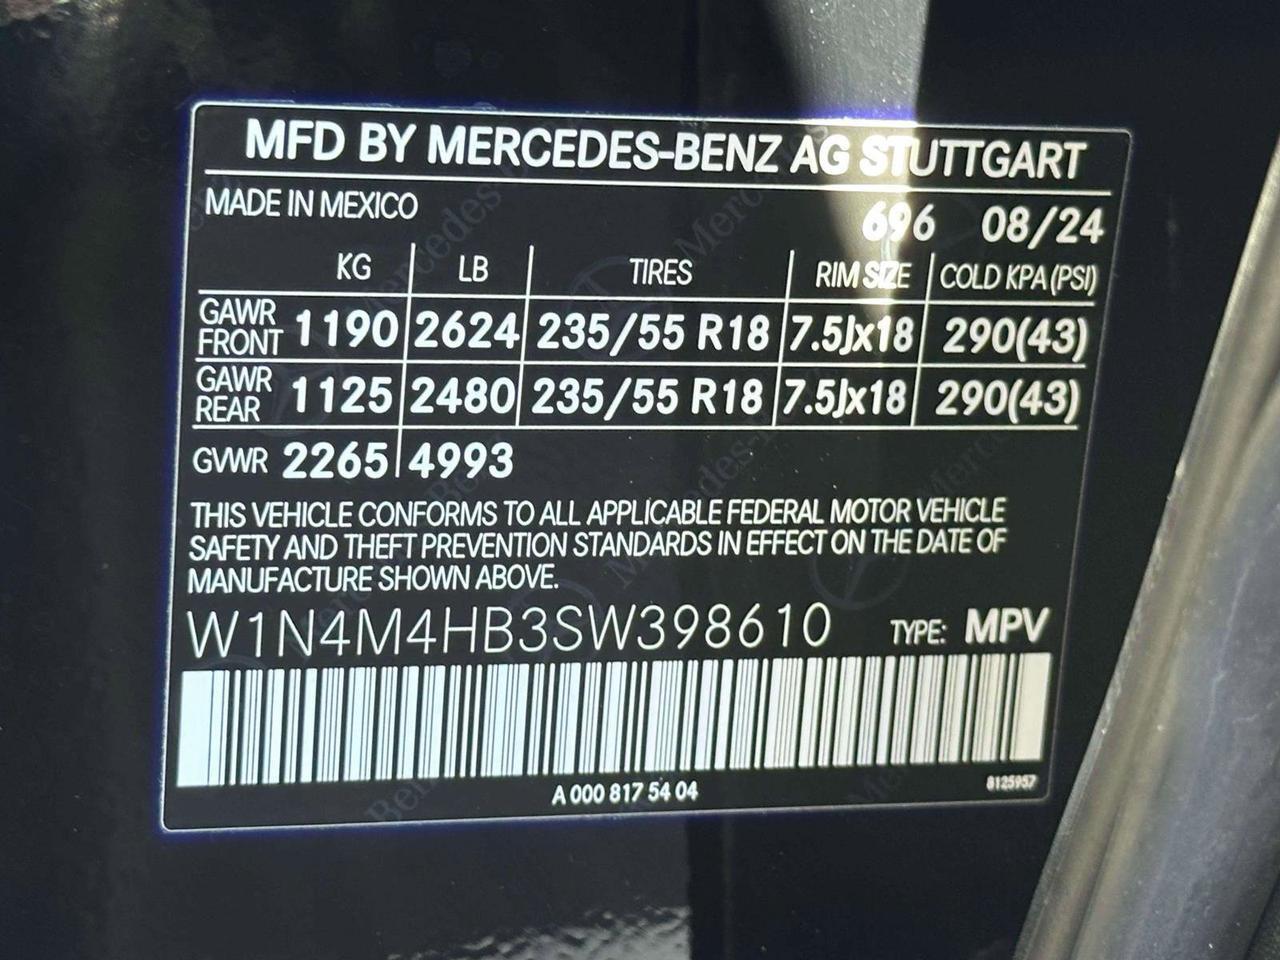 MFD BY MERCEDES-BENZ AG STUTTGART
MADE IN MEXICO
696 08/24
KG LB TIRES RIM SIZE COLD KPA (PSI)
GAWR FRONT 1190 2624 235/55 R18 7.5Jx18 290(43)
GAWR REAR 1125 2480 235/55 R18 7.5Jx18 290(43)
GVWR 2265 4993
THIS VEHICLE CONFORMS TO ALL APPLICABLE FEDERAL MOTOR VEHICLE
SAFETY AND THEFT PREVENTION STANDARDS IN EFFECT ON THE DATE OF
MANUFACTURE SHOWN ABOVE.
W1N4M4HB3SW398610 TYPE: MPV
A 000 817 54 04
8125957